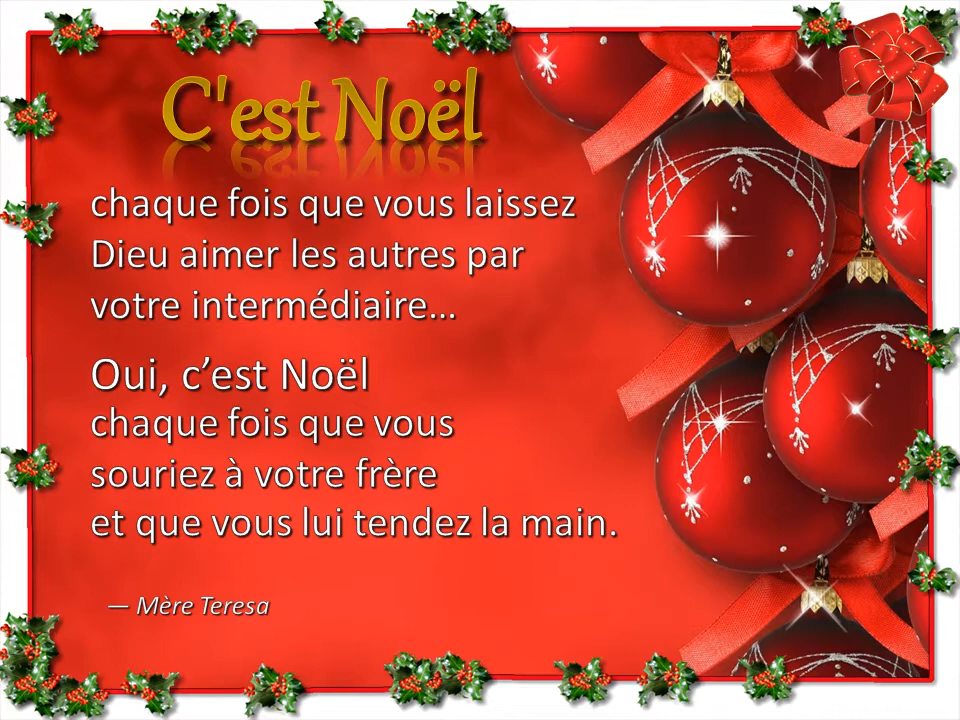 C'est Noël
chaque fois que vous laissez
Dieu aimer les autres par
votre intermédiaire…
Oui, c’est Noël
chaque fois que vous
souriez à votre frère
et que vous lui tendez la main.
— Mère Teresa